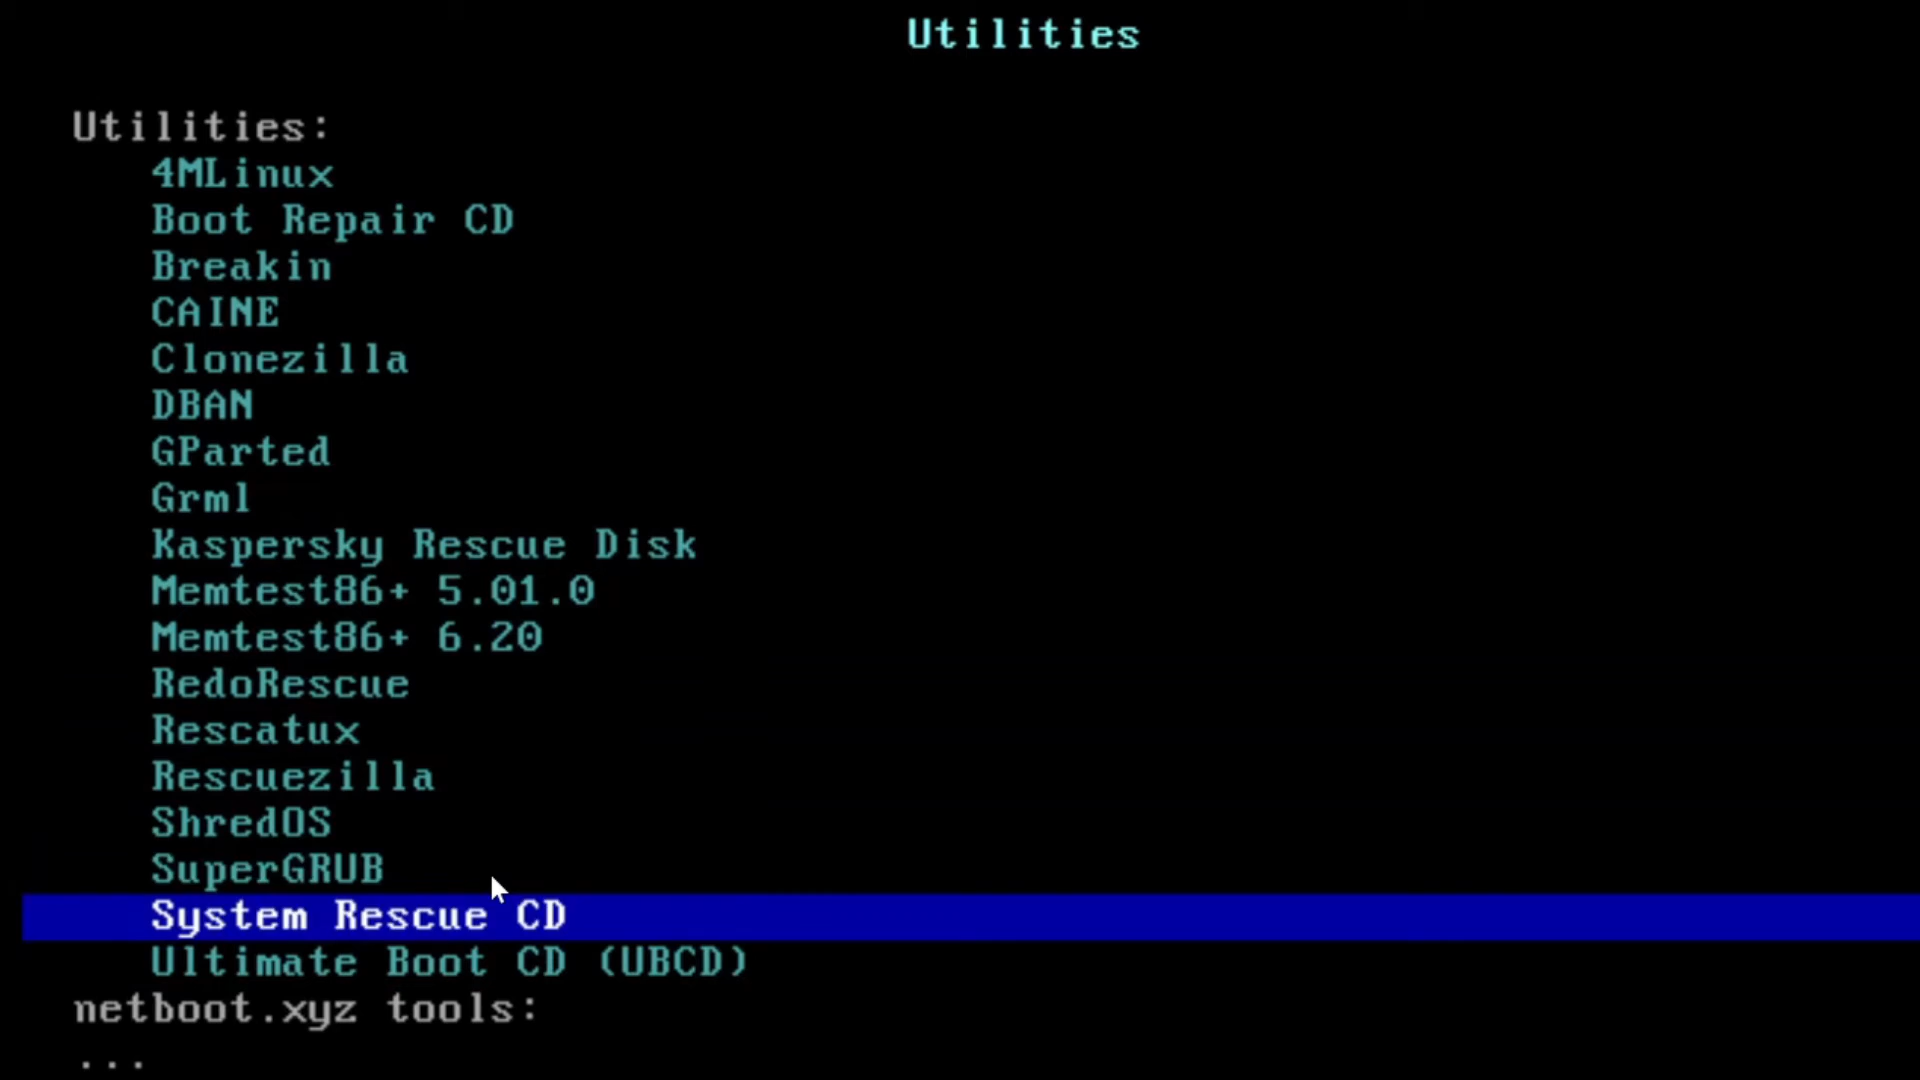 Utilities
Utilities:
4MLinux
Boot Repair CD
Breakin
CAINE
Clonezilla
DBAN
GParted
Grml
Kaspersky Rescue Disk
Memtest86+ 5.01.0
Memtest86+ 6.20
RedoRescue
Rescatux
Rescuezilla
ShredOS
SuperGRUB
System Rescue CD
Ultimate Boot CD (UBCD)
netboot.xyz tools:
...